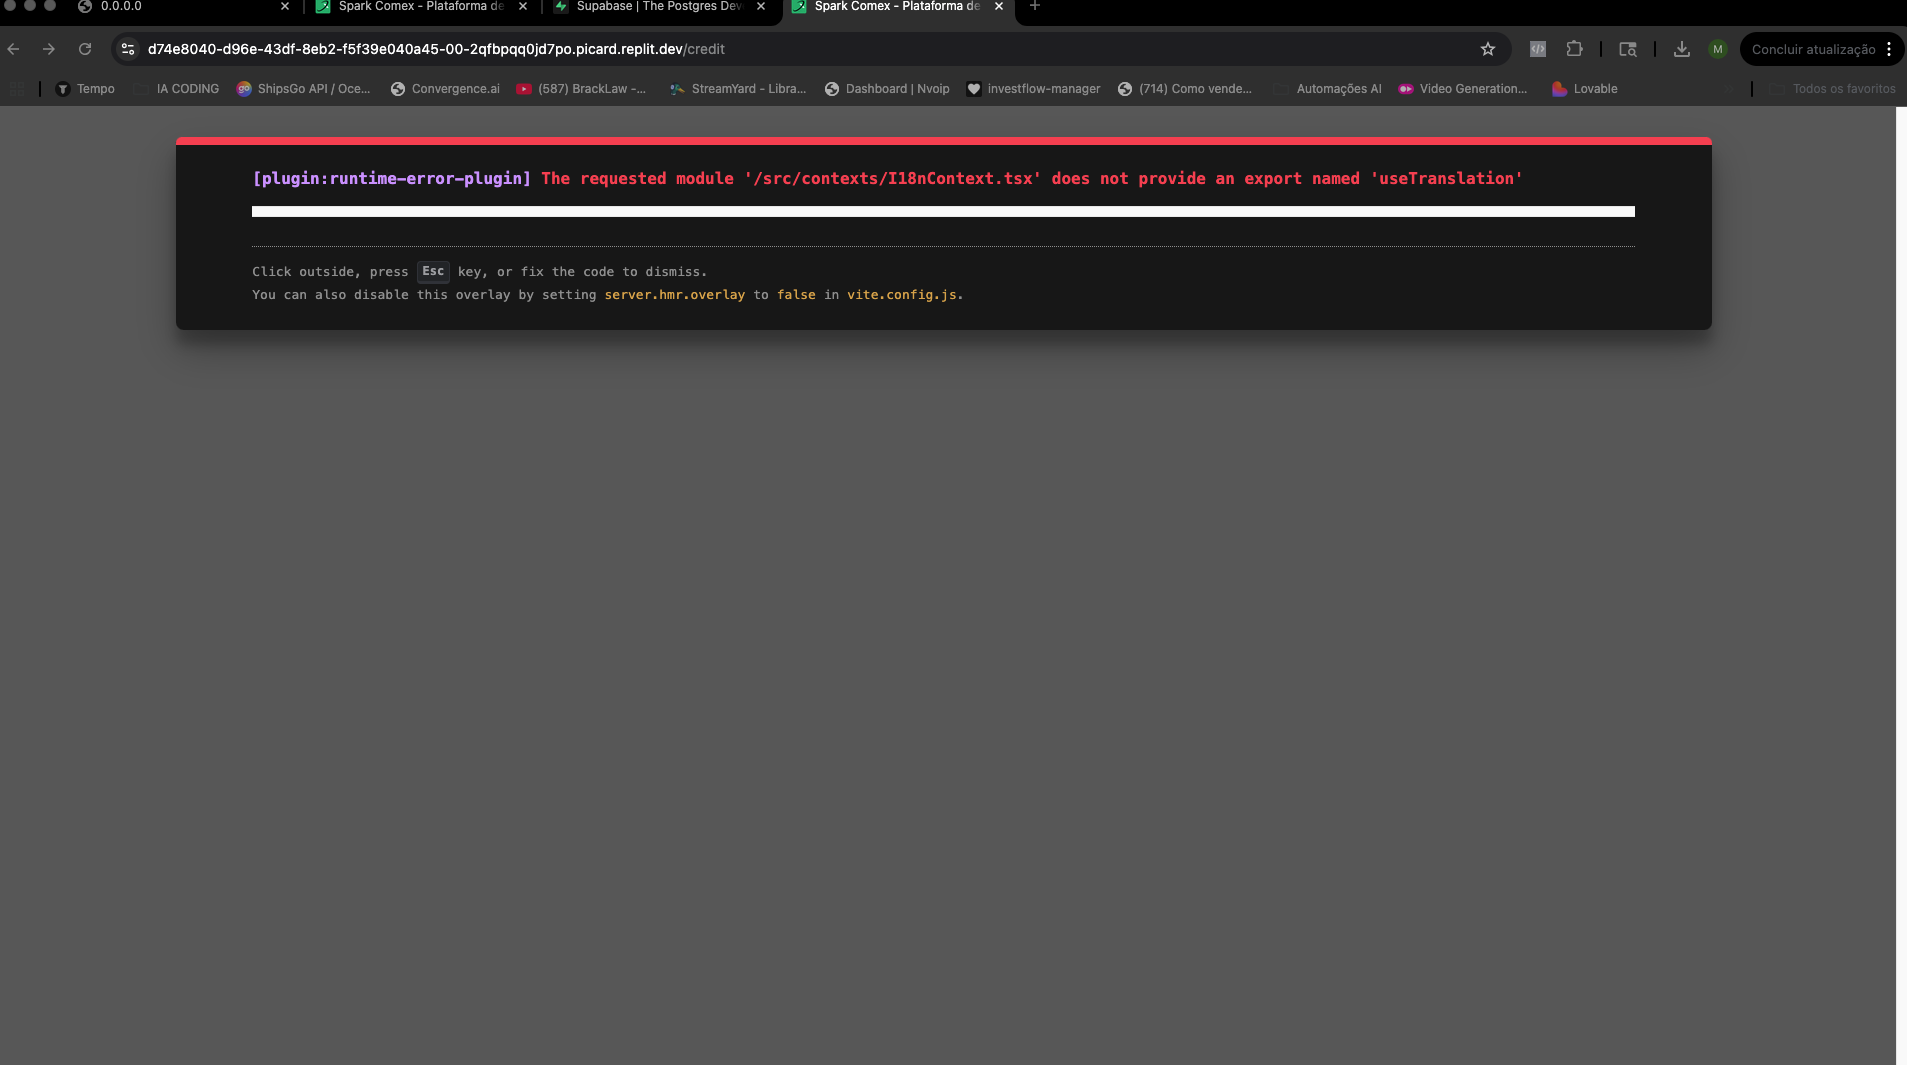 0.0.0.0
Spark Comex - Plataforma de
Supabase | The Postgres Dev
Spark Comex - Plataforma de
d74e8040-d96e-43df-8eb2-f5f39e040a45-00-2qfbpqq0jd7po.picard.replit.dev/credit
M
Concluir atualização
Tempo
IA CODING
ShipsGo API / Oce...
Convergence.ai
(587) BrackLaw -...
StreamYard - Libra...
Dashboard | Nvoip
investflow-manager
(714) Como vende...
Automações AI
Video Generation...
Lovable
Todos os favoritos
[plugin:runtime-error-plugin] The requested module '/src/contexts/I18nContext.tsx' does not provide an export named 'useTranslation'
Click outside, press Esc key, or fix the code to dismiss.
You can also disable this overlay by setting server.hmr.overlay to false in vite.config.js.